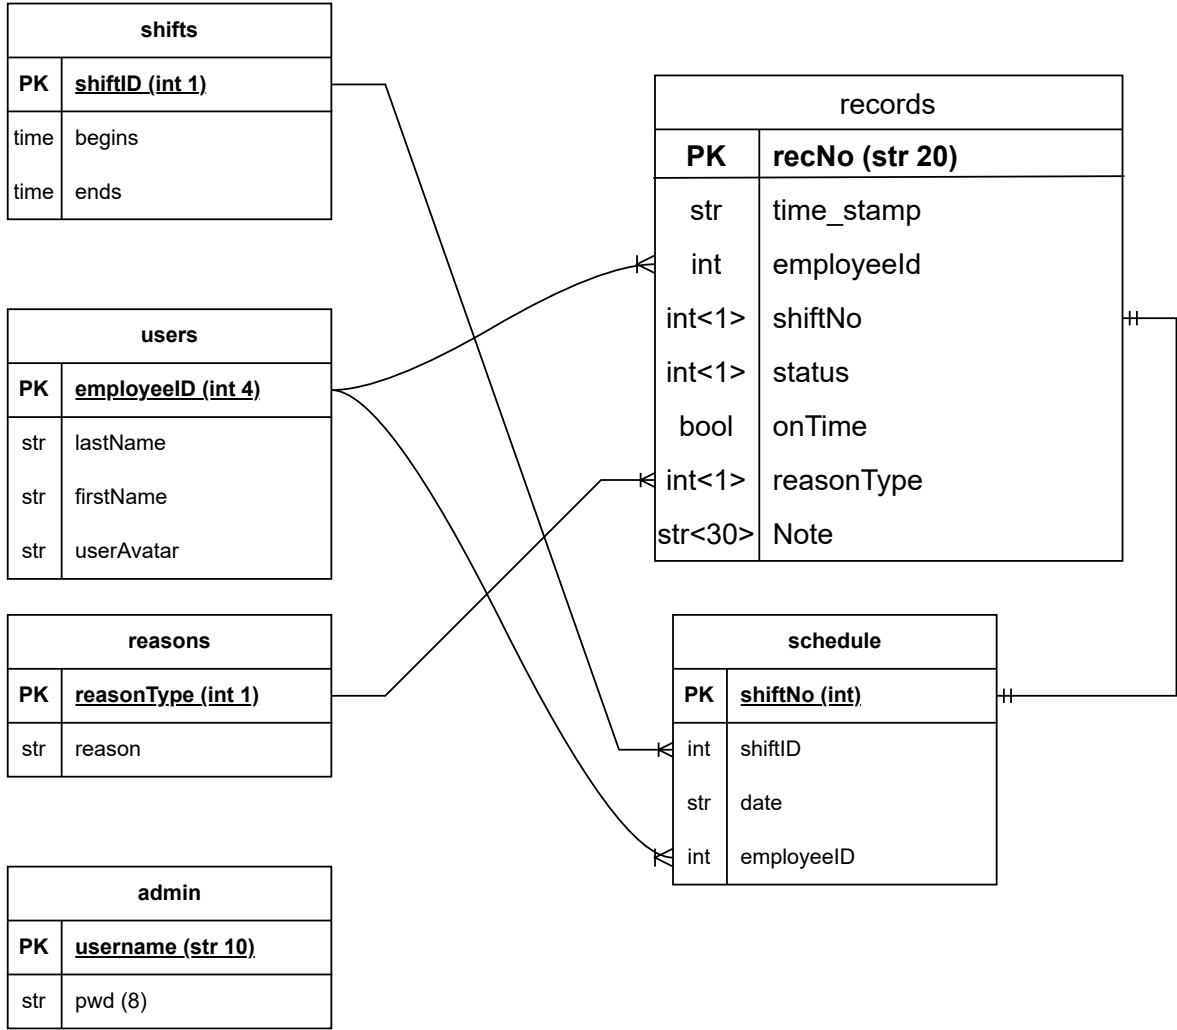 shifts
PK shiftID (int 1)
time begins
time ends
users
PK employeeID (int 4)
str lastName
str firstName
str userAvatar
reasons
PK reasonType (int 1)
str reason
admin
PK username (str 10)
str pwd (8)
records
PK recNo (str 20)
str time_stamp
int employeeId
int<1> shiftNo
int<1> status
bool onTime
int<1> reasonType
str<30> Note
schedule
PK shiftNo (int)
int shiftID
str date
int employeeID